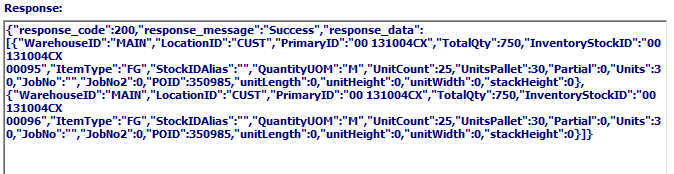 Response:
{"response_code":200,"response_message":"Success","response_data":
[{"WarehouseID":"MAIN","LocationID":"CUST","PrimaryID":"00 131004CX","TotalQty":750,"InventoryStockID":"00
131004CX
00095","ItemType":"FG","StockIDAlias":"","QuantityUOM":"M","UnitCount":25,"UnitsPallet":30,"Partial":0,"Units":3
0,"JobNo":"","JobNo2":0,"POID":350985,"unitLength":0,"unitHeight":0,"unitWidth":0,"stackHeight":0},
{"WarehouseID":"MAIN","LocationID":"CUST","PrimaryID":"00 131004CX","TotalQty":750,"InventoryStockID":"00
131004CX
00096","ItemType":"FG","StockIDAlias":"","QuantityUOM":"M","UnitCount":25,"UnitsPallet":30,"Partial":0,"Units":3
0,"JobNo":"","JobNo2":0,"POID":350985,"unitLength":0,"unitHeight":0,"unitWidth":0,"stackHeight":0}]}